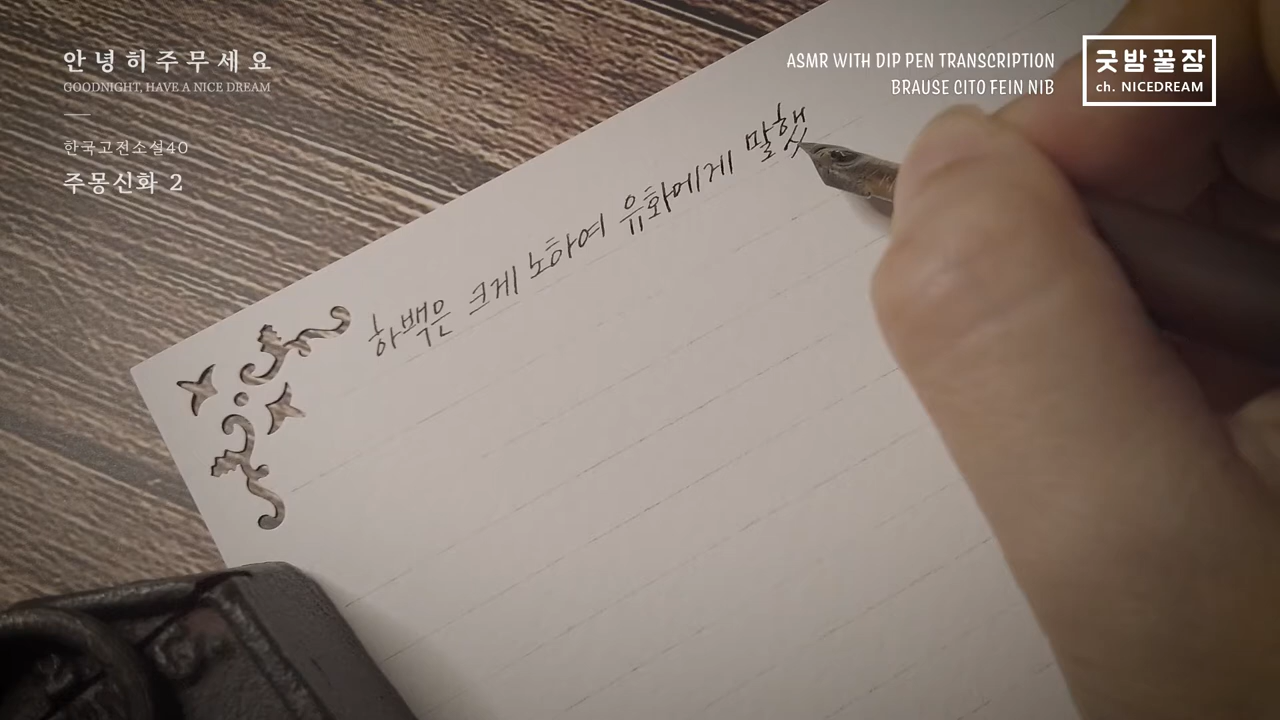 안녕히주무세요
GOODNIGHT, HAVE A NICE DREAM
한국고전소설40
주몽신화 2
ASMR WITH DIP PEN TRANSCRIPTION
BRAUSE CITO FEIN NIB
굿밤꿀잠
ch. NICEDREAM
하백은 크게 노하여 유화에게 말했